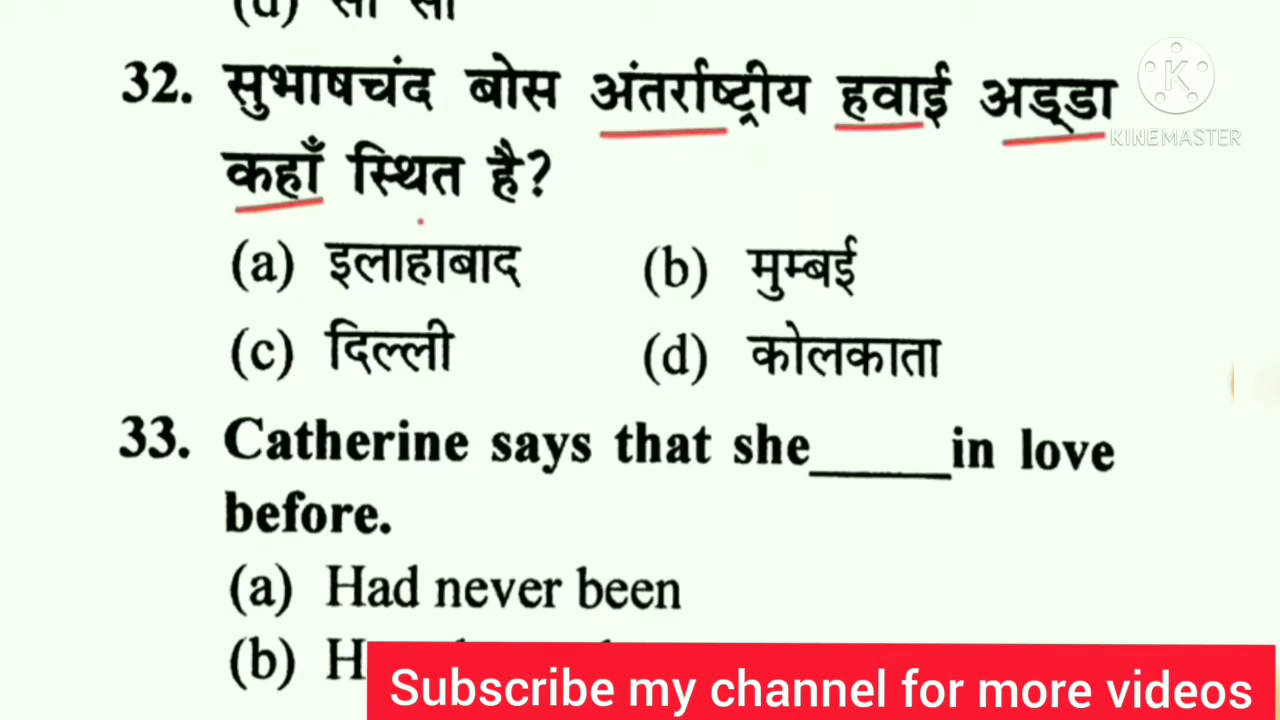 32. सुभाषचंद बोस अंतर्राष्ट्रीय हवाई अड्डा
KINEMASTER
कहाँ स्थित है?
(a) इलाहाबाद (b) मुम्बई
(c) दिल्ली (d) कोलकाता
33. Catherine says that she_____in love
before.
(a) Had never been
(b)
Subscribe my channel for more videos